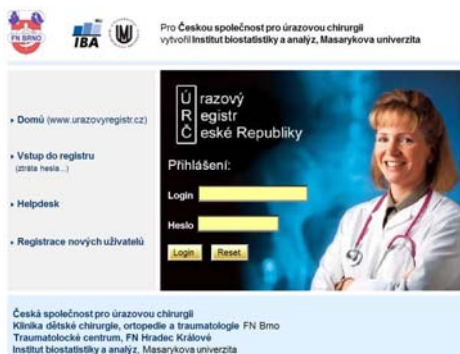 FN BRNO
IBA
Pro Českou společnost pro úrazovou chirurgii
vytvořil Institut biostatistiky a analýz, Masarykova univerzita
Domů (www.urazovyregistr.cz)
Vstup do registru
(ztráta hesla...)
Helpdesk
Registrace nových uživatelů
Ú razový
R egistr
Č eské Republiky
Přihlášení:
Login
Heslo
Login Reset
Česká společnost pro úrazovou chirurgii
Klinika dětské chirurgie, ortopedie a traumatologie FN Brno
Traumatolocké centrum, FN Hradec Králové
Institut biostatistiky a analýz, Masarykova univerzita